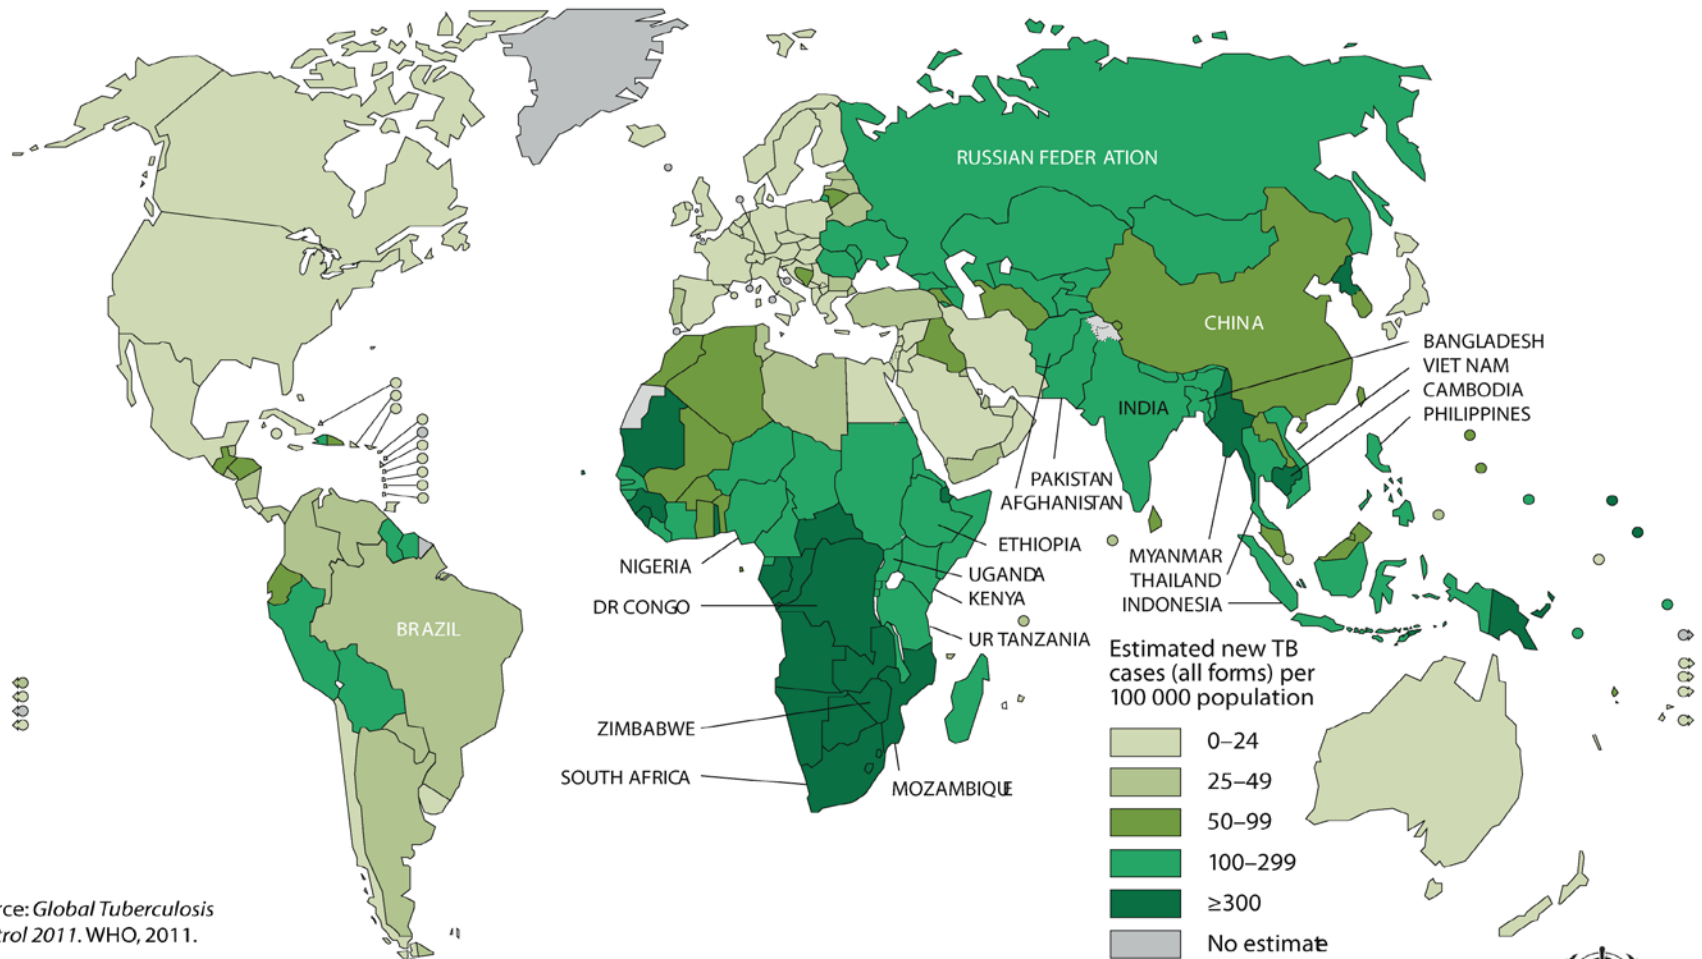 RUSSIAN FEDER ATION
CHINA
BANGLADESH
VIET NAM
CAMBODIA
PHILIPPINES
INDIA
PAKISTAN
AFGHANISTAN
NIGERIA
ETHIOPIA
MYANMAR
UGANDA
THAILAND
KENYA
DR CONGO
INDONESIA
BRAZIL
UR TANZANIA
Estimated new TB
cases (all forms) per
100 000 population
ZIMBABWE
0–24
SOUTH AFRICA
25–49
MOZAMBIQUE
50–99
100–299
≥300
No estimate
rce: Global Tuberculosis
trol 2011. WHO, 2011.